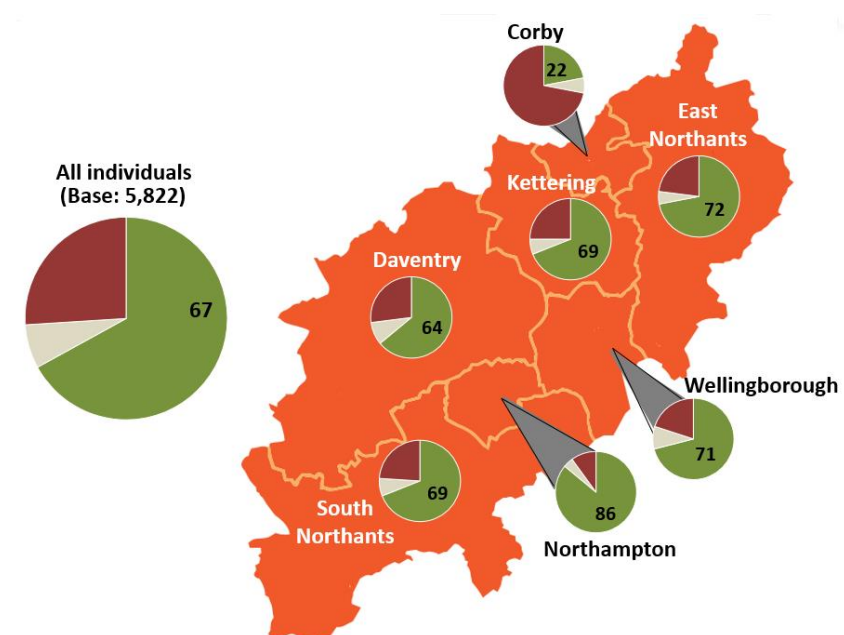 Corby
22
East
Northants
72
All individuals
(Base: 5,822)
67
Kettering
69
Daventry
64
Wellingborough
71
South
Northants
69
86
Northampton